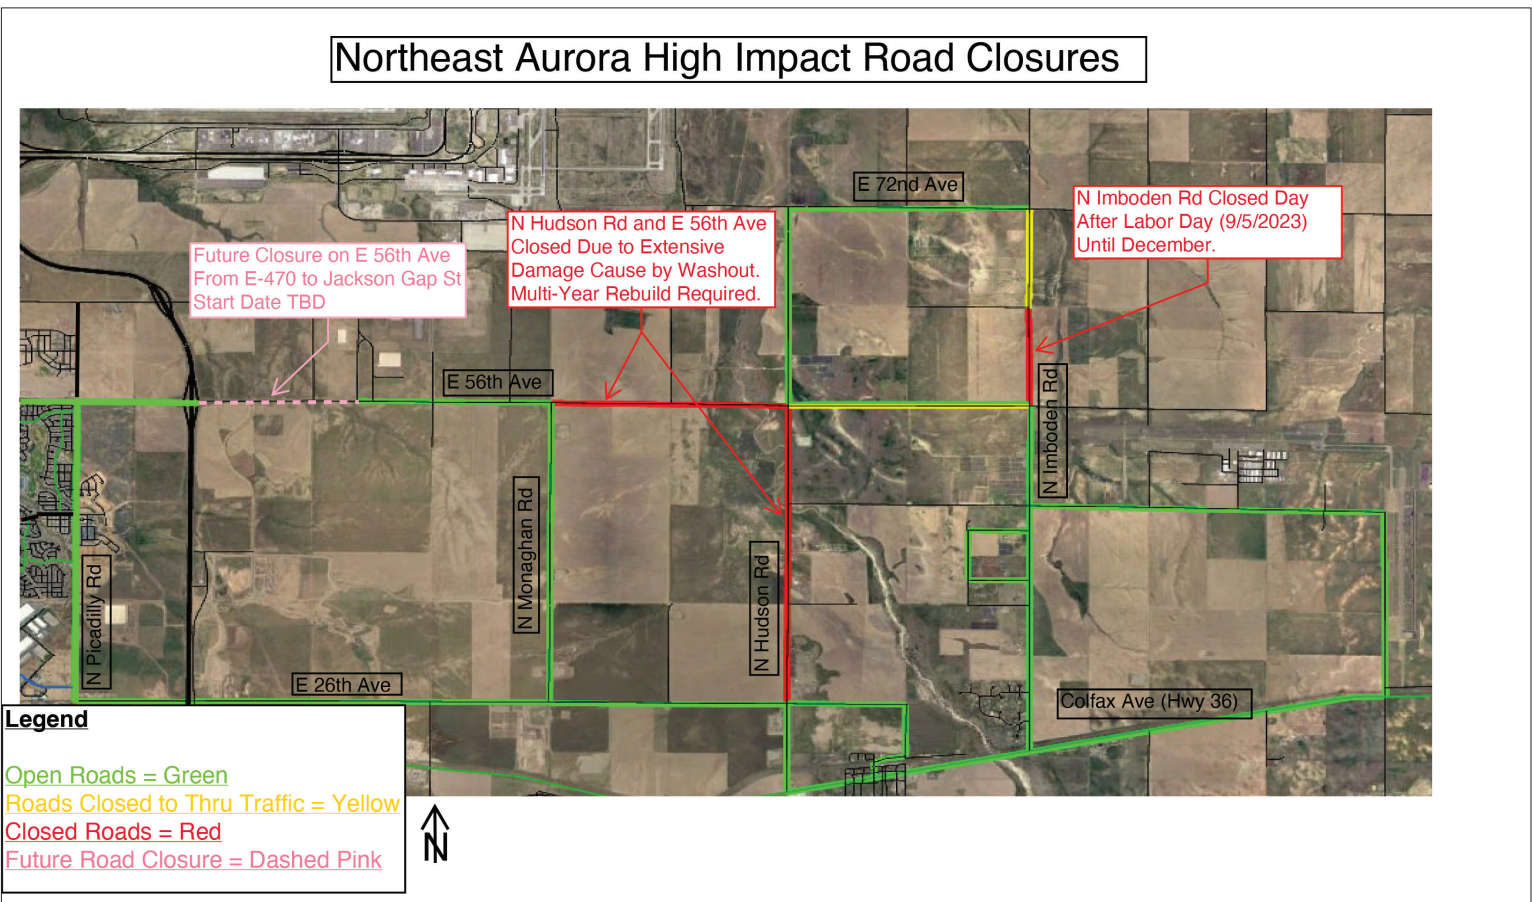 Northeast Aurora High Impact Road Closures
E 72nd Ave
N Imboden Rd Closed Day
After Labor Day (9/5/2023)
Until December.
N Hudson Rd and E 56th Ave
Closed Due to Extensive
Damage Cause by Washout.
Multi-Year Rebuild Required.
Future Closure on E 56th Ave
From E-470 to Jackson Gap St
Start Date TBD
E 56th Ave
N Imboden Rd
N Monaghan Rd
N Hudson Rd
N Picadilly Rd
E 26th Ave
Colfax Ave (Hwy 36)
Legend
Open Roads = Green
Roads Closed to Thru Traffic = Yellow
Closed Roads = Red
Future Road Closure = Dashed Pink
N